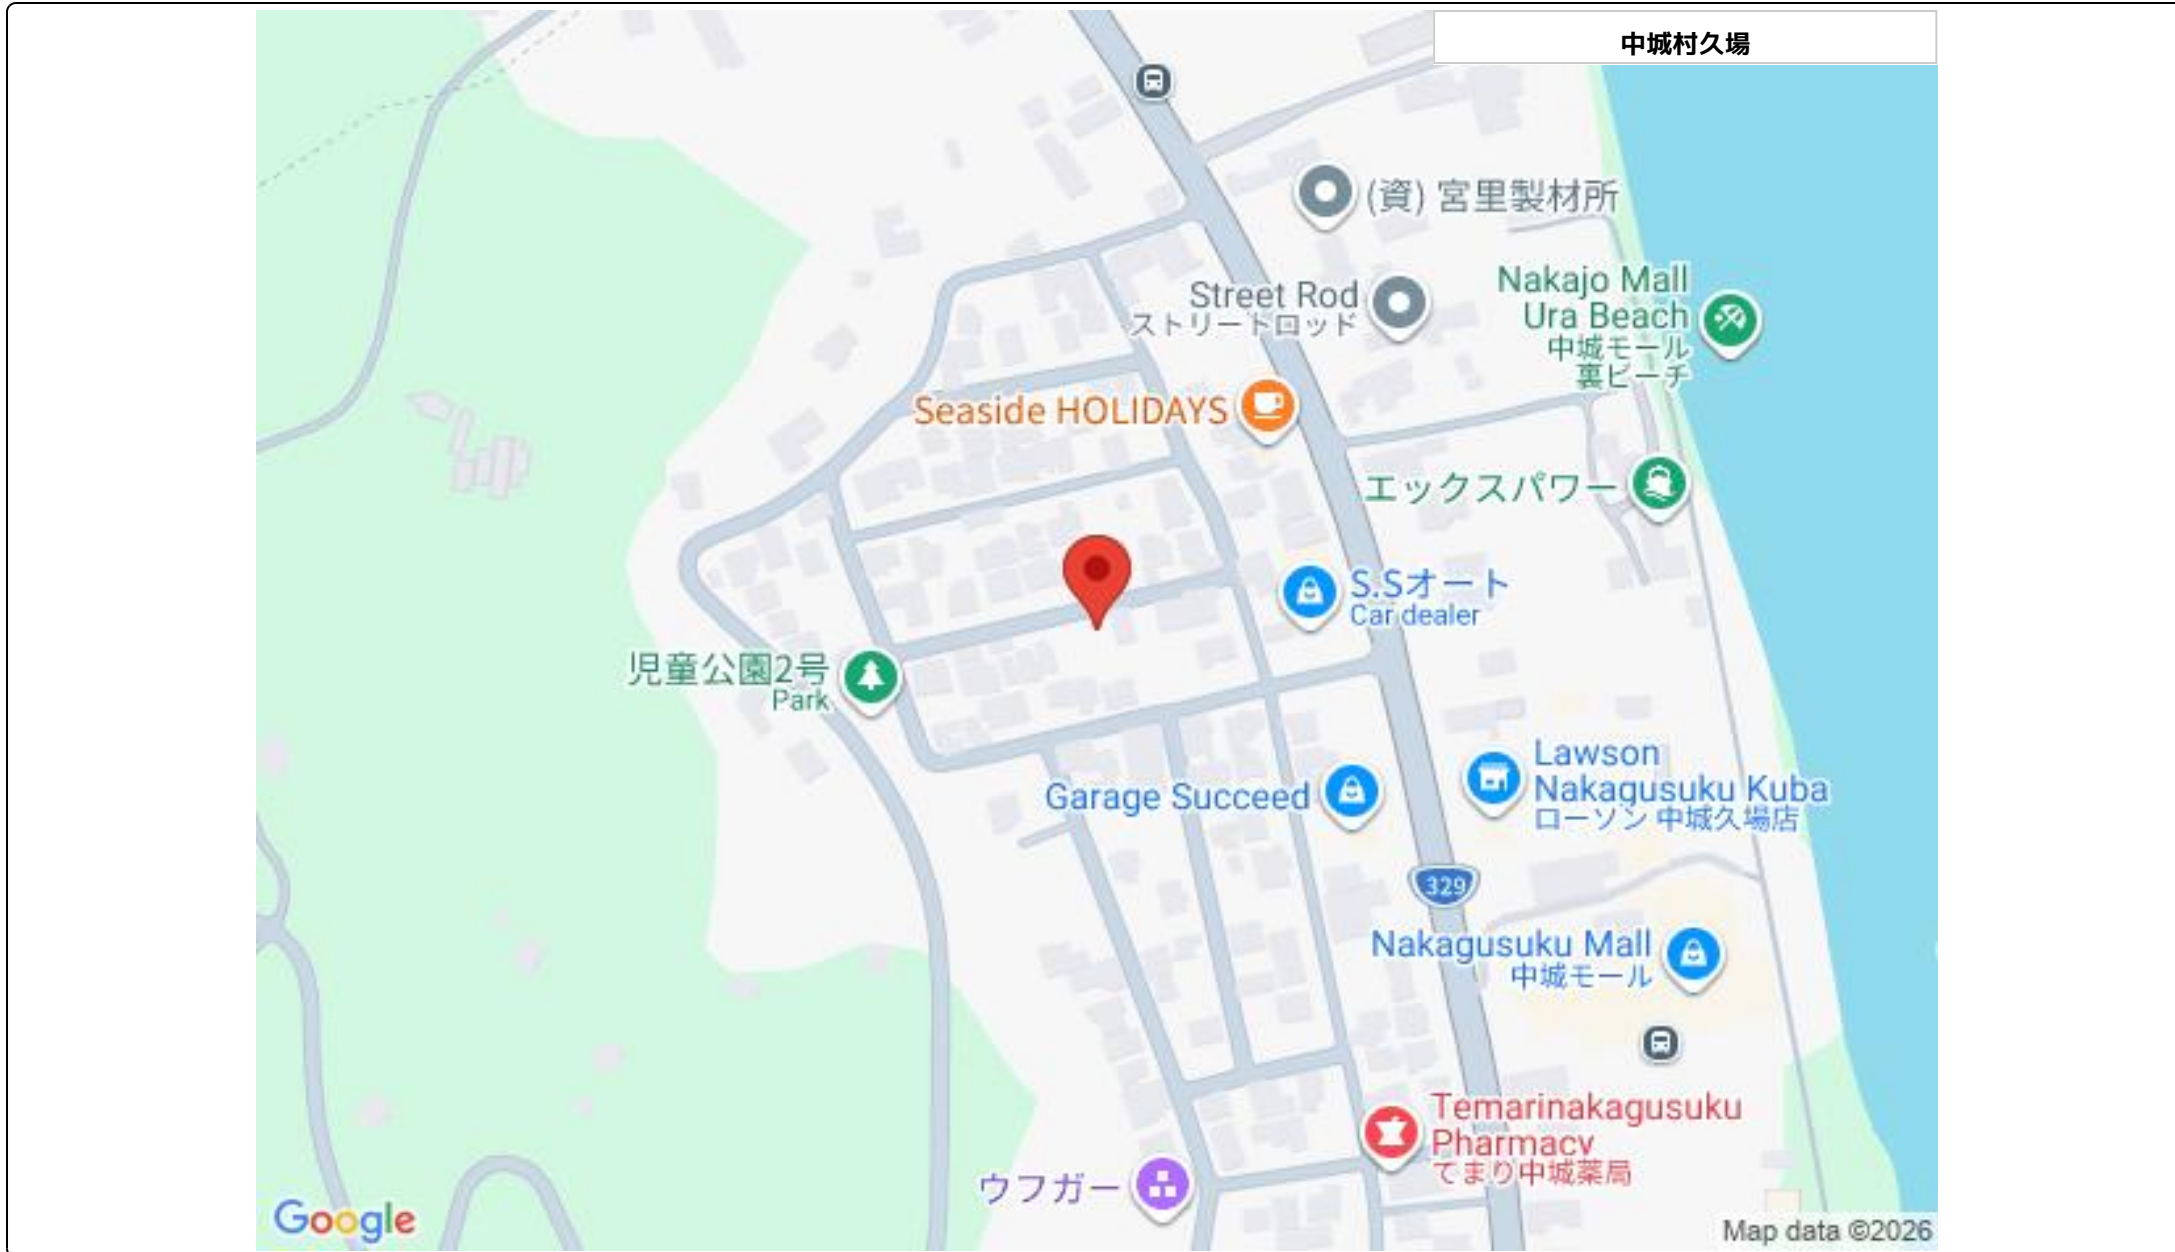 中城村久場
(資) 宮里製材所
Street Rod
ストリートロッド
Nakajo Mall
Ura Beach
中城モール
裏ビーチ
Seaside HOLIDAYS
エックスパワー
S.Sオート
Car dealer
児童公園2号
Park
Lawson
Nakagusuku Kuba
ローソン 中城久場店
Garage Succeed
329
Nakagusuku Mall
中城モール
Temarinakagusuku
Pharmacy
てまり中城薬局
ウフガー
Google
Map data ©2026